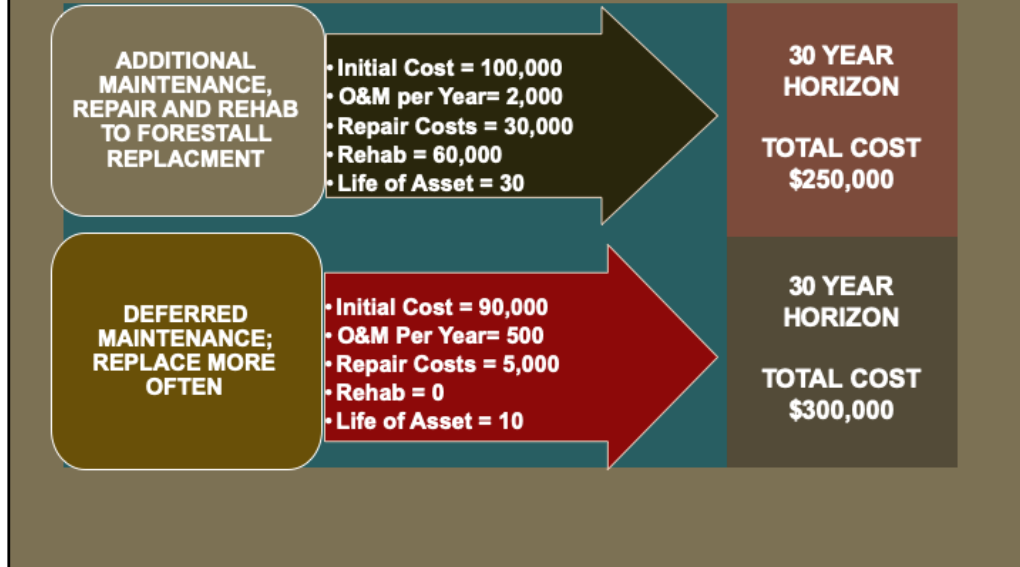 ADDITIONAL
MAINTENANCE,
REPAIR AND REHAB
TO FORESTALL
REPLACMENT
• Initial Cost = 100,000
• O&M per Year= 2,000
• Repair Costs = 30,000
• Rehab = 60,000
• Life of Asset = 30
30 YEAR
HORIZON
TOTAL COST
$250,000
DEFERRED
MAINTENANCE;
REPLACE MORE
OFTEN
• Initial Cost = 90,000
• O&M Per Year= 500
• Repair Costs = 5,000
• Rehab = 0
• Life of Asset = 10
30 YEAR
HORIZON
TOTAL COST
$300,000